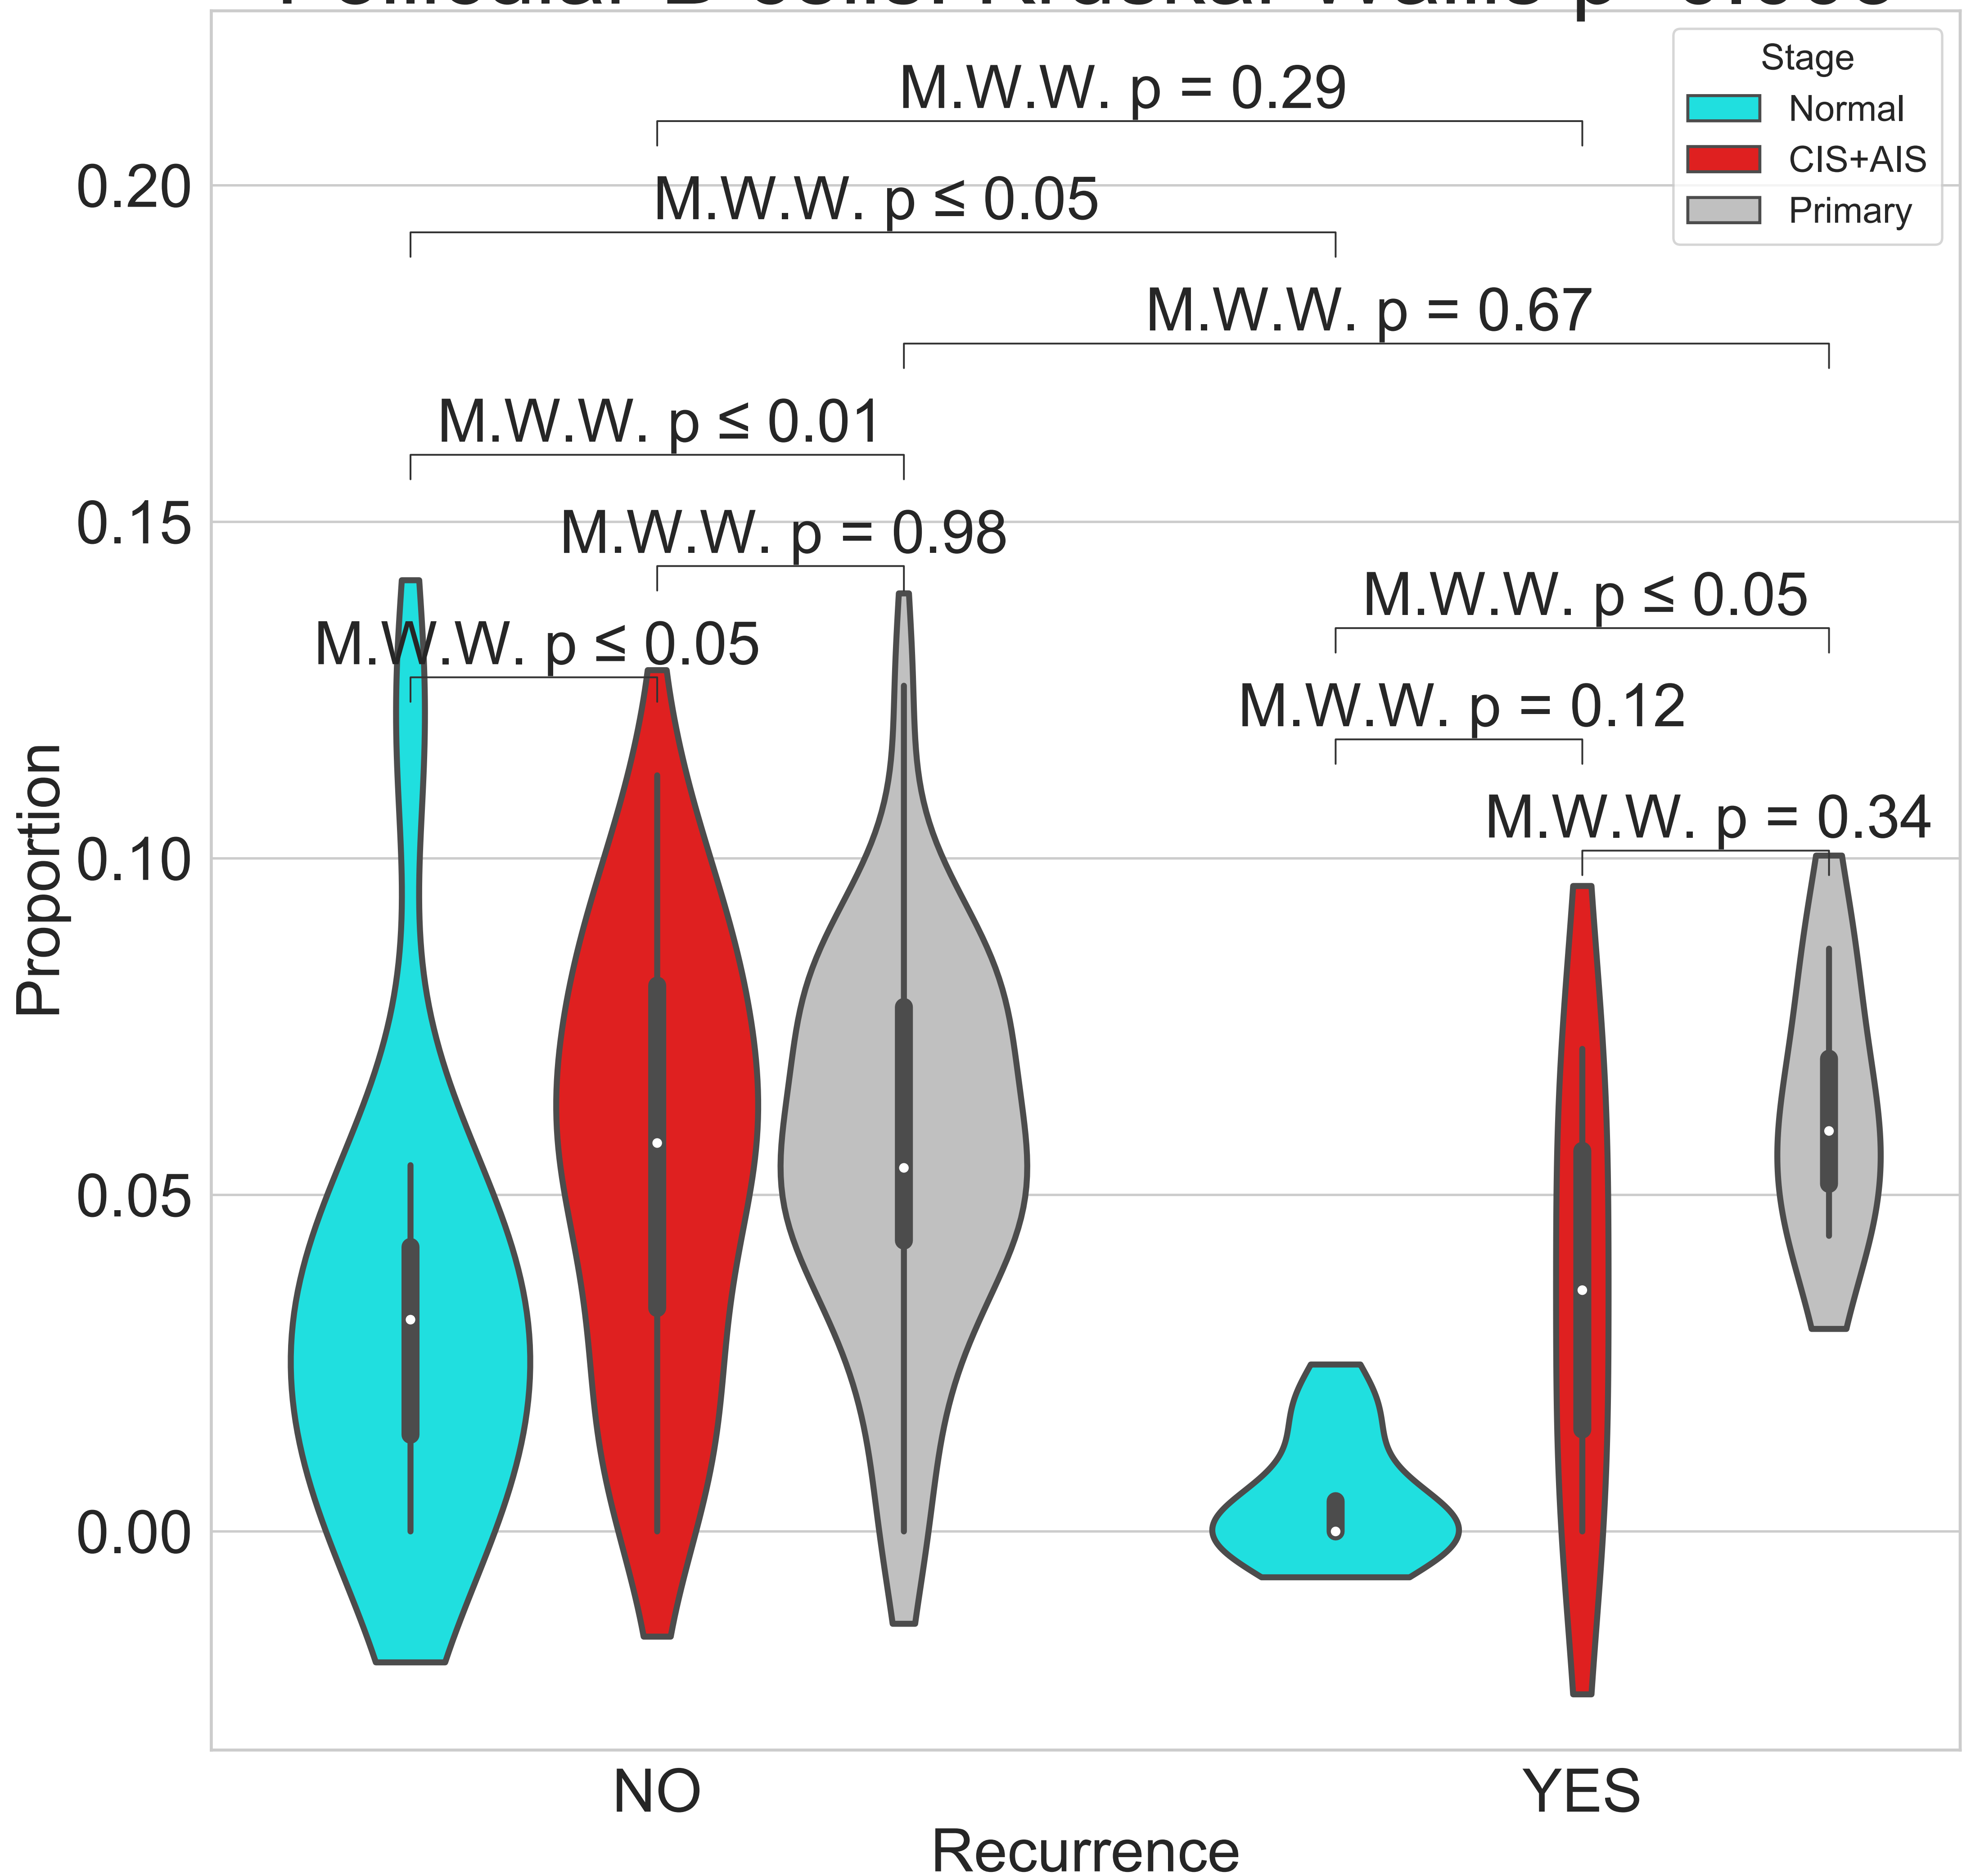 Stage
Normal
CIS+AIS
Primary
M.W.W. p = 0.29
M.W.W. p ≤ 0.05
M.W.W. p = 0.67
M.W.W. p ≤ 0.01
M.W.W. p = 0.98
M.W.W. p ≤ 0.05
M.W.W. p ≤ 0.05
M.W.W. p = 0.12
M.W.W. p = 0.34
0.20
0.15
0.10
0.05
0.00
Proportion
NO
YES
Recurrence